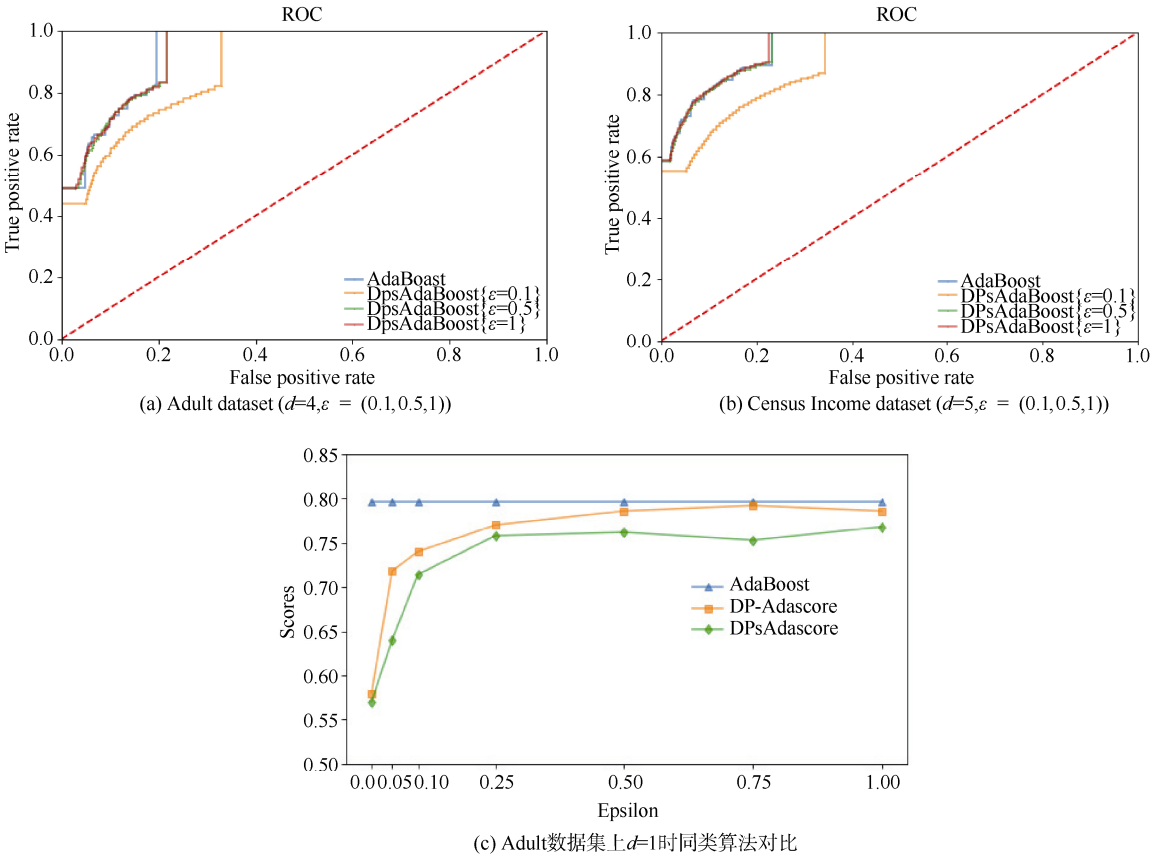 ROC
1.0
0.8
0.6
0.4
0.2
0.0
True positive rate
AdaBoast
DpsAdaBoost{ε=0.1}
DpsAdaBoost{ε=0.5}
DpsAdaBoost{ε=1}
0.0 0.2 0.4 0.6 0.8 1.0
False positive rate
(a) Adult dataset (d=4,ε = (0.1,0.5,1))
ROC
1.0
0.8
0.6
0.4
0.2
0.0
True positive rate
AdaBoost
DPsAdaBoost{ε=0.1}
DPsAdaBoost{ε=0.5}
DPsAdaBoost{ε=1}
0.0 0.2 0.4 0.6 0.8 1.0
False positive rate
(b) Census Income dataset (d=5,ε = (0.1,0.5,1))
0.85
0.80
0.75
0.70
0.65
0.60
0.55
0.50
Scores
AdaBoost
DP-Adascore
DPsAdascore
0.0 0.05 0.10 0.25 0.50 0.75 1.00
Epsilon
(c) Adult数据集上d=1时同类算法对比